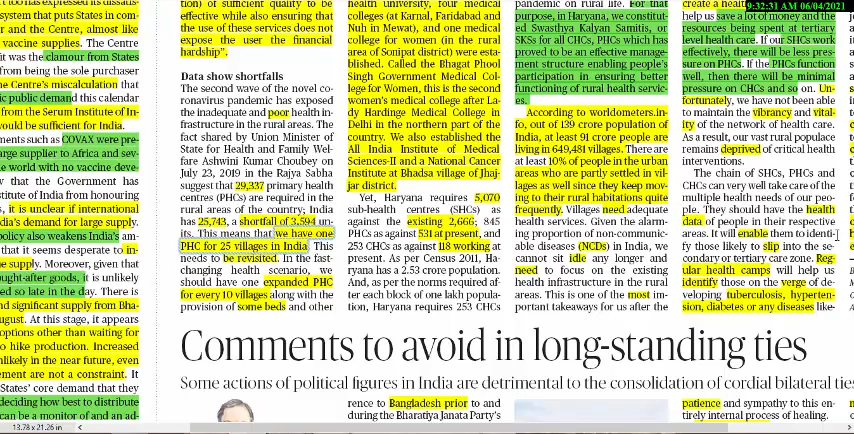 too has expressed its dissatis-
system that puts States in com-
r and the Centre, almost like
vaccine supplies. The Centre
it was the clamour from States
from being the sole purchaser
he Centre's miscalculation that
ic public demand this calendar
from the Serum Institute of In-
would be sufficient for India.
ments such as COVAX were pre-
large supplier to Africa and sev-
e world with no vaccine deve-
w that the Government has
stitute of India from honouring
s, it is unclear if international
dia's demand for large supply.
policy also weakens India's am-
that it seems desperate to in-
ne supply. Moreover, given that
ought-after goods, it is unlikely
ed so late in the day. There is
nd significant supply from Bha-
ugust. At this stage, it appears
options other than waiting for
to hike production. Increased
nlikely in the near future, even
ement are not a constraint. It
States' core demand that they
deciding how best to distribute
can be a monitor and an ad-
tion) of sufficient quality to be
effective while also ensuring that
the use of these services does not
expose the user the financial
hardship”.
Data show shortfalls
The second wave of the novel co-
ronavirus pandemic has exposed
the inadequate and poor health in-
frastructure in the rural areas. The
fact shared by Union Minister of
State for Health and Family Wel-
fare Ashwini Kumar Choubey on
July 23, 2019 in the Rajya Sabha
suggest that 29,337 primary health
centres (PHCs) are required in the
rural areas of the country; India
has 25,743, a shortfall of 3,594 un-
its. This means that we have one
PHC for 25 villages in India. This
needs to be revisited. In the fast-
changing health scenario, we
should have one expanded PHC
for every 10 villages along with the
provision of some beds and other
health university, four medical
colleges (at Karnal, Faridabad and
Nuh in Mewat), and one medical
college for women (in the rural
area of Sonipat district) were esta-
blished. Called the Bhagat Phool
Singh Government Medical Col-
lege for Women, this is the second
women's medical college after La-
dy Hardinge Medical College in
Delhi in the northern part of the
country. We also established the
All India Institute of Medical
Sciences-II and a National Cancer
Institute at Bhadsa village of Jhaj-
jar district.
Yet, Haryana requires 5,070
sub-health centres (SHCs) as
against the existing 2,666; 845
PHCs as against 531 at present, and
253 CHCs as against 118 working at
present. As per Census 2011, Ha-
ryana has a 2.53 crore population.
And, as per the norms required af-
ter each block of one lakh popula-
tion, Haryana requires 253 CHCs
pandemic on rural life. For that
purpose, in Haryana, we constitut-
ed Swasthya Kalyan Samitis, or
SKSs for all CHCs, PHCs which has
proved to be an effective manage-
ment structure enabling people's
participation in ensuring better
functioning of rural health servic-
es.
According to worldometers.in-
fo, out of 139 crore population of
India, at least 91 crore people are
living in 649,481 villages. There are
at least 10% of people in the urban
areas who are partly settled in vil-
lages as well since they keep mov-
ing to their rural habitations quite
frequently. Villages need adequate
health services. Given the alarm-
ing proportion of non-communic-
able diseases (NCDs) in India, we
cannot sit idle any longer and
need to focus on the existing
health infrastructure in the rural
areas. This is one of the most im-
portant takeaways for us after the
9:32:31 AM 06/04/2021
create a health
help us save a lot of money and the
resources being spent at tertiary
level health care. If our SHCs work
effectively, there will be less pres-
sure on PHCs. If the PHCs function
well, then there will be minimal
pressure on CHCs and so on. Un-
fortunately, we have not been able
to maintain the vibrancy and vital-
ity of the network of health care.
As a result, our vast rural populace
remains deprived of critical health
interventions.
The chain of SHCs, PHCs and
CHCs can very well take care of the
multiple health needs of our peo-
ple. They should have the health
data of people in their respective
areas. It will enable them to identi-
fy those likely to slip into the se-
condary or tertiary care zone. Reg-
ular health camps will help us
identify those on the verge of de-
veloping tuberculosis, hyperten-
sion, diabetes or any diseases like-
Comments to avoid in long-standing ties
Some actions of political figures in India are detrimental to the consolidation of cordial bilateral ties
rence to Bangladesh prior to and
during the Bharatiya Janata Party's
patience and sympathy to this en-
tirely internal process of healing.
13.78 x 21.26 in